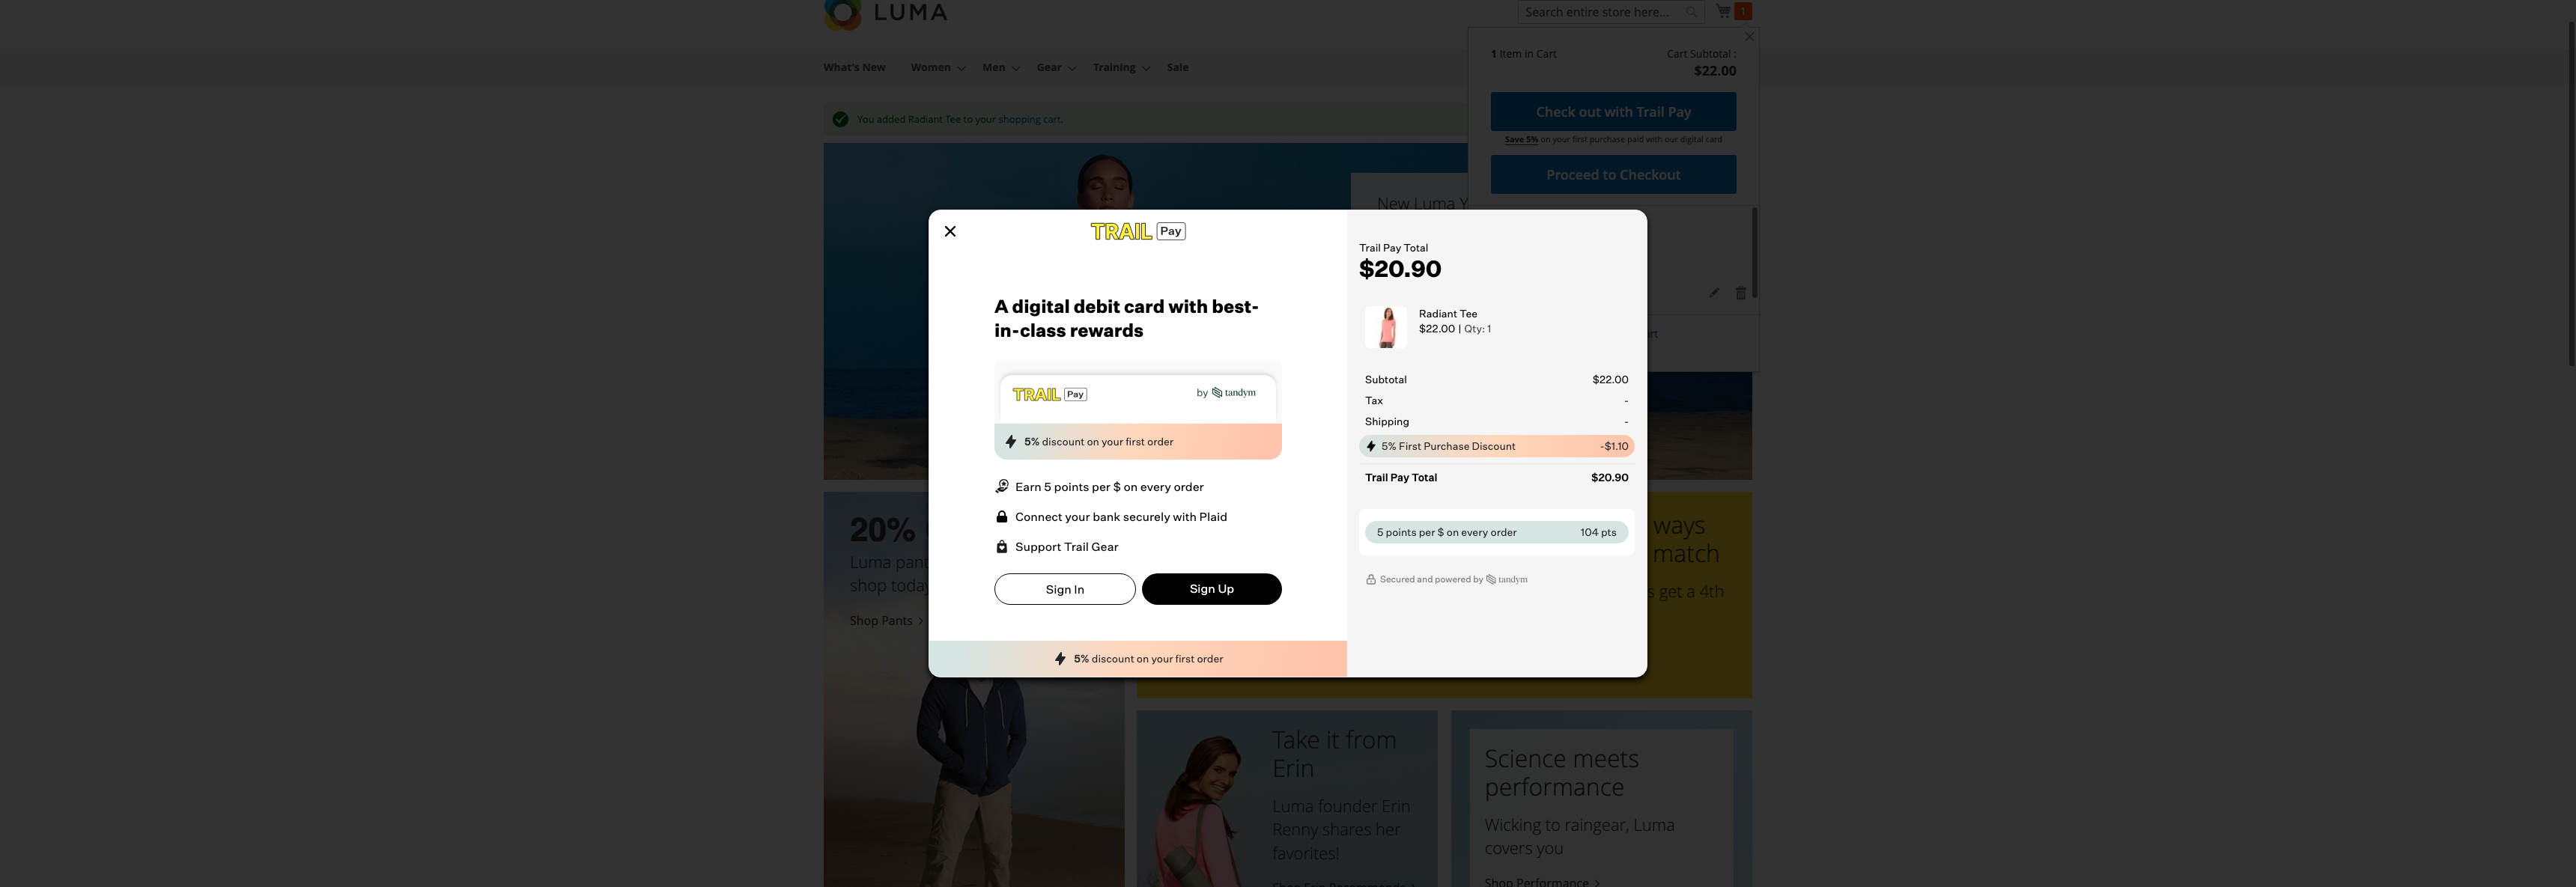 LUMA
Search entire store here...
1
What's New
Women
Men
Gear
Training
Sale
1 Item in Cart
Cart Subtotal :
$22.00
Check out with Trail Pay
Save 5% on your first purchase paid with our digital card
Proceed to Checkout
You added Radiant Tee to your shopping cart.
New Luma Y
TRAIL Pay
A digital debit card with best-
in-class rewards
TRAIL Pay
by tandym
5% discount on your first order
Earn 5 points per $ on every order
Connect your bank securely with Plaid
Support Trail Gear
Sign In
Sign Up
5% discount on your first order
Trail Pay Total
$20.90
Radiant Tee
$22.00 | Qty: 1
Subtotal
$22.00
Tax
-
Shipping
-
5% First Purchase Discount
-$1.10
Trail Pay Total
$20.90
5 points per $ on every order
104 pts
Secured and powered by tandym
20%
Luma pant
shop today
Shop Pants >
ways
match
s get a 4th
Take it from
Erin
Luma founder Erin
Renny shares her
favorites!
Science meets
performance
Wicking to raingear, Luma
covers you
Shop Performance >